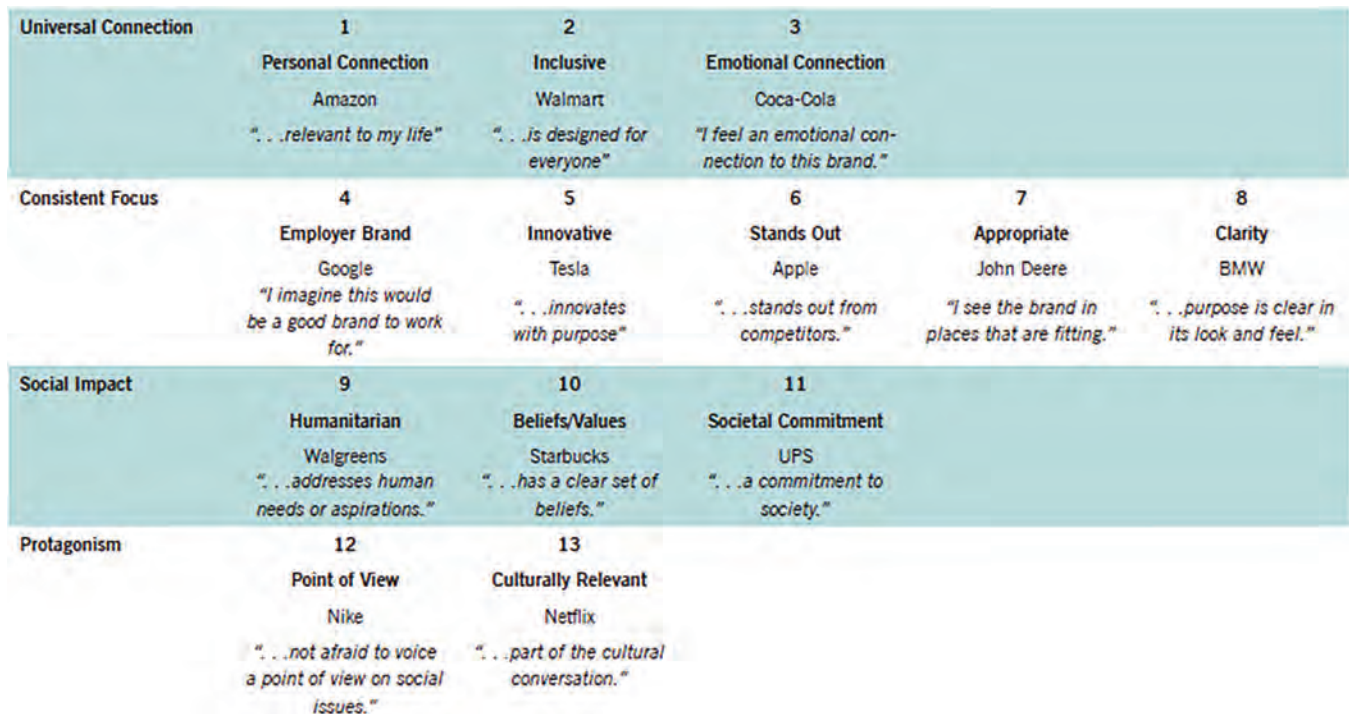 Universal Connection
1
Personal Connection
Amazon
“. . .relevant to my life”
2
Inclusive
Walmart
“. . .is designed for
everyone”
3
Emotional Connection
Coca-Cola
“I feel an emotional con-
nection to this brand.”
Consistent Focus
4
Employer Brand
Google
“I imagine this would
be a good brand to work
for.”
5
Innovative
Tesla
“. . .innovates
with purpose”
6
Stands Out
Apple
“. . .stands out from
competitors.”
7
Appropriate
John Deere
“I see the brand in
places that are fitting.”
8
Clarity
BMW
“. . .purpose is clear in
its look and feel.”
Social Impact
9
Humanitarian
Walgreens
“. . .addresses human
needs or aspirations.”
10
Beliefs/Values
Starbucks
“. . .has a clear set of
beliefs.”
11
Societal Commitment
UPS
“. . .a commitment to
society.”
Protagonism
12
Point of View
Nike
“. . .not afraid to voice
a point of view on social
issues.”
13
Culturally Relevant
Netflix
“. . .part of the cultural
conversation.”